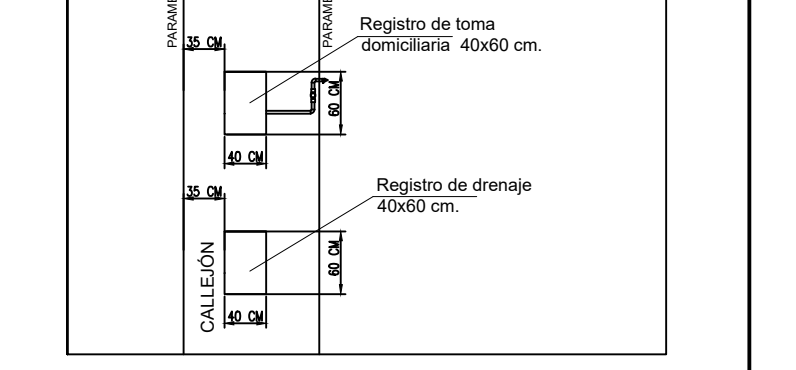 PARAME
PARAME
Registro de toma
domiciliaria 40x60 cm.
35 CM
60 CM
40 CM
35 CM
Registro de drenaje
40x60 cm.
CALLEJÓN
60 CM
40 CM